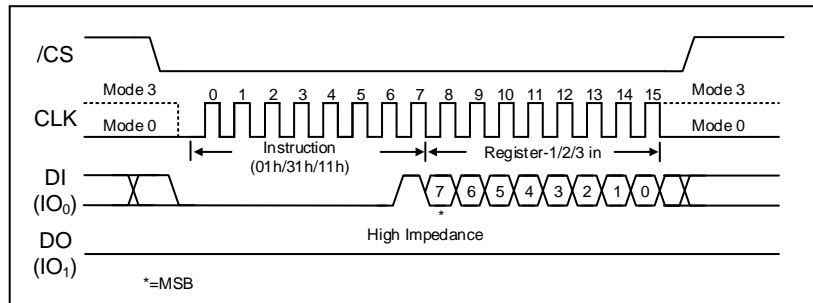 /CS
Mode 3 0 1 2 3 4 5 6 7 8 9 10 11 12 13 14 15 Mode 3
CLK Mode 0 Mode 0
Instruction Register-1/2/3 in
(01h/31h/11h)
DI
(IO0) 7 6 5 4 3 2 1 0
*
DO High Impedance
(IO1)
*=MSB